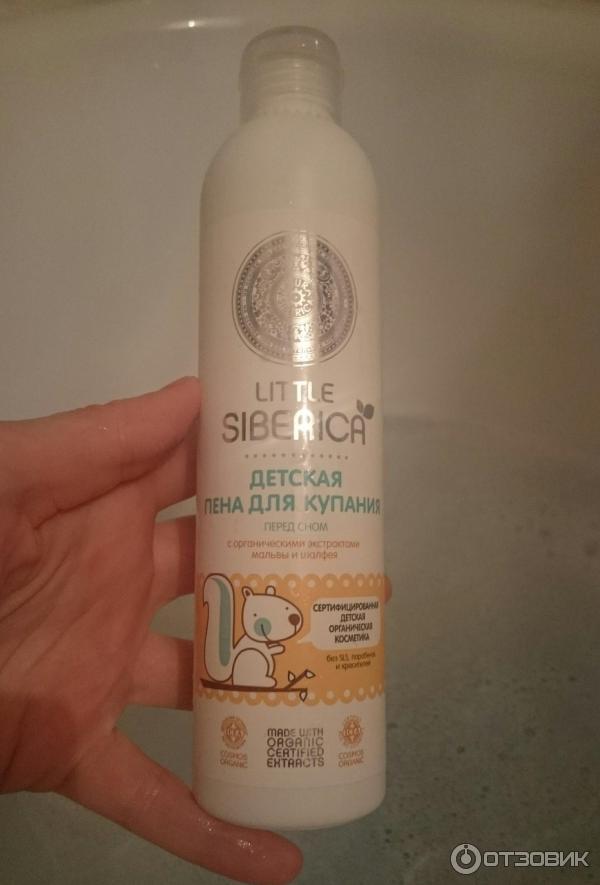 LITTLE
SIBERICA
ДЕТСКАЯ
ПЕНА ДЛЯ КУПАНИЯ
ПЕРЕД СНОМ
с органическими экстрактами
мальвы и шалфея
СЕРТИФИЦИРОВАННАЯ
ДЕТСКАЯ
ОРГАНИЧЕСКАЯ
КОСМЕТИКА
без SLS, парабенов
и красителей
MADE WITH
ORGANIC
CERTIFIED
EXTRACTS
COSMOS
ORGANIC
COSMOS
ORGANIC
ОТЗОВИК